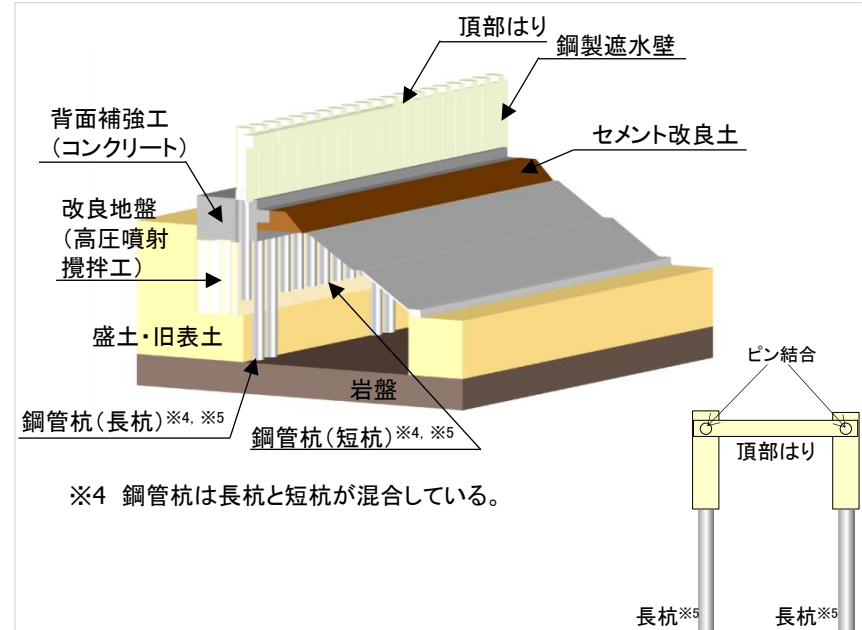 頂部はり
鋼製遮水壁
背面補強工
(コンクリート)
セメント改良土
改良地盤
(高圧噴射
攪拌工)
盛土・旧表土
岩盤
鋼管杭(長杭)※4, ※5
鋼管杭(短杭)※4, ※5
※4 鋼管杭は長杭と短杭が混合している。
ピン結合
頂部はり
長杭※5
長杭※5